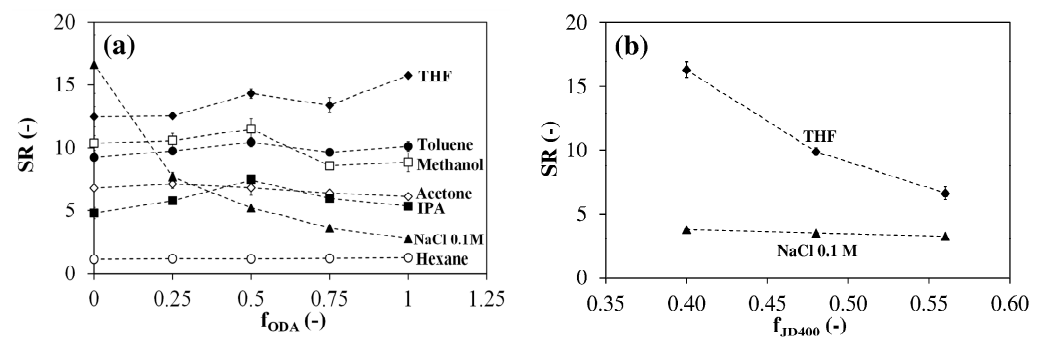 (a)
20
15
10
5
0
SR (-)
THF
Toluene
Methanol
Acetone
IPA
NaCl 0.1M
Hexane
0 0.25 0.5 0.75 1 1.25
fODA (-)
(b)
20
15
10
5
0
SR (-)
THF
NaCl 0.1 M
0.35 0.40 0.45 0.50 0.55 0.60
fJD400 (-)